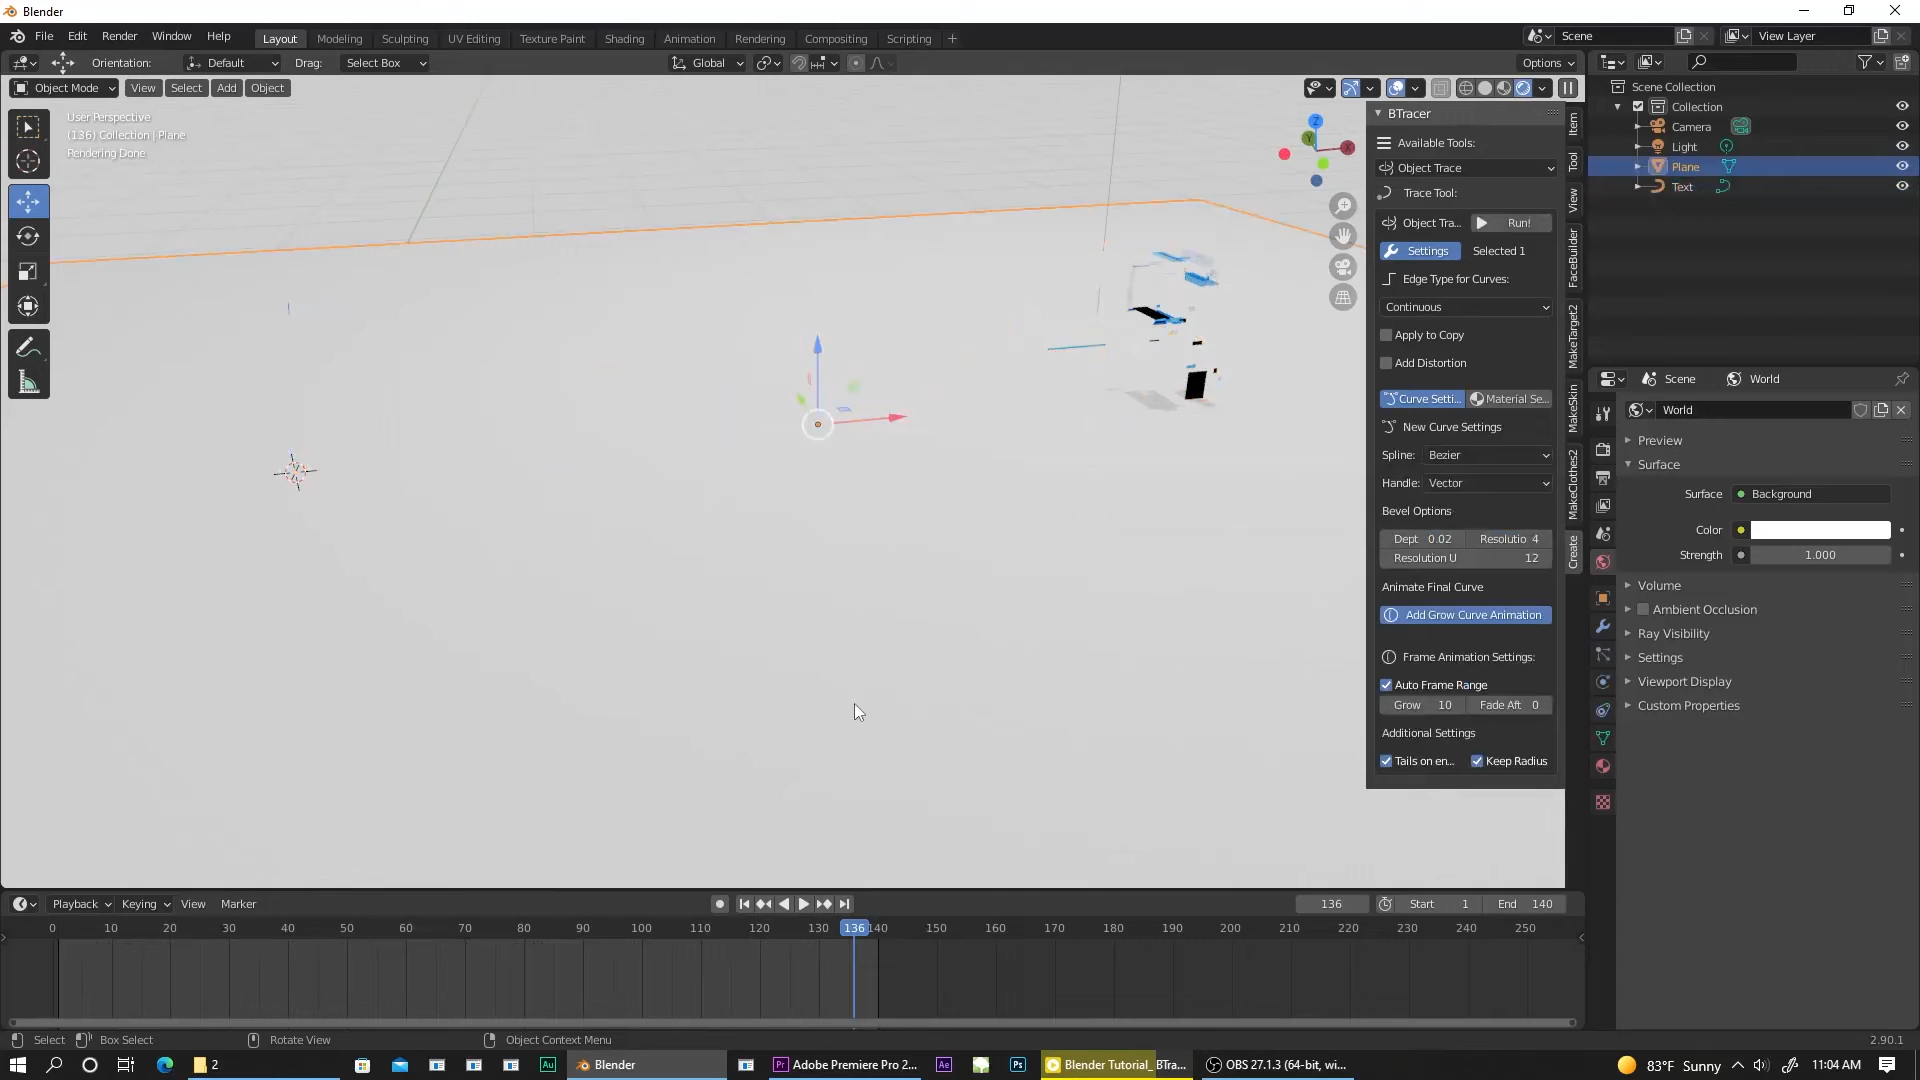 Blender
File Edit Render Window Help
Layout Modeling Sculpting UV Editing Texture Paint Shading Animation Rendering Compositing Scripting
Scene View Layer
Orientation: Default Drag: Select Box Global Options
Object Mode View Select Add Object
User Perspective
(136) Collection | Plane
Rendering Done
Z
Y
X
BTracer
Available Tools:
Object Trace
Trace Tool:
Object Tra... Run!
Settings Selected 1
Edge Type for Curves:
Continuous
Apply to Copy
Add Distortion
Curve Setti... Material Se...
New Curve Settings
Spline: Bezier
Handle: Vector
Bevel Options
Dept 0.02 Resolutio 4
Resolution U 12
Animate Final Curve
Add Grow Curve Animation
Frame Animation Settings:
Auto Frame Range
Grow 10 Fade Aft 0
Additional Settings
Tails on en... Keep Radius
Item
Tool
View
FaceBuilder
MakeTarget2
MakeSkin
MakeClothes2
Create
Scene Collection
Collection
Camera
Light
Plane
Text
Scene World
World
Preview
Surface
Surface Background
Color
Strength 1.000
Volume
Ambient Occlusion
Ray Visibility
Settings
Viewport Display
Custom Properties
Playback Keying View Marker 136 Start 1 End 140
0 10 20 30 40 50 60 70 80 90 100 110 120 130 136 140 150 160 170 180 190 200 210 220 230 240 250
Select Box Select Rotate View Object Context Menu 2.90.1
2 Au Blender Pr Adobe Premiere Pro 2... Ae Ps Blender Tutorial_ BTra... OBS 27.1.3 (64-bit, wi... 83°F Sunny 11:04 AM